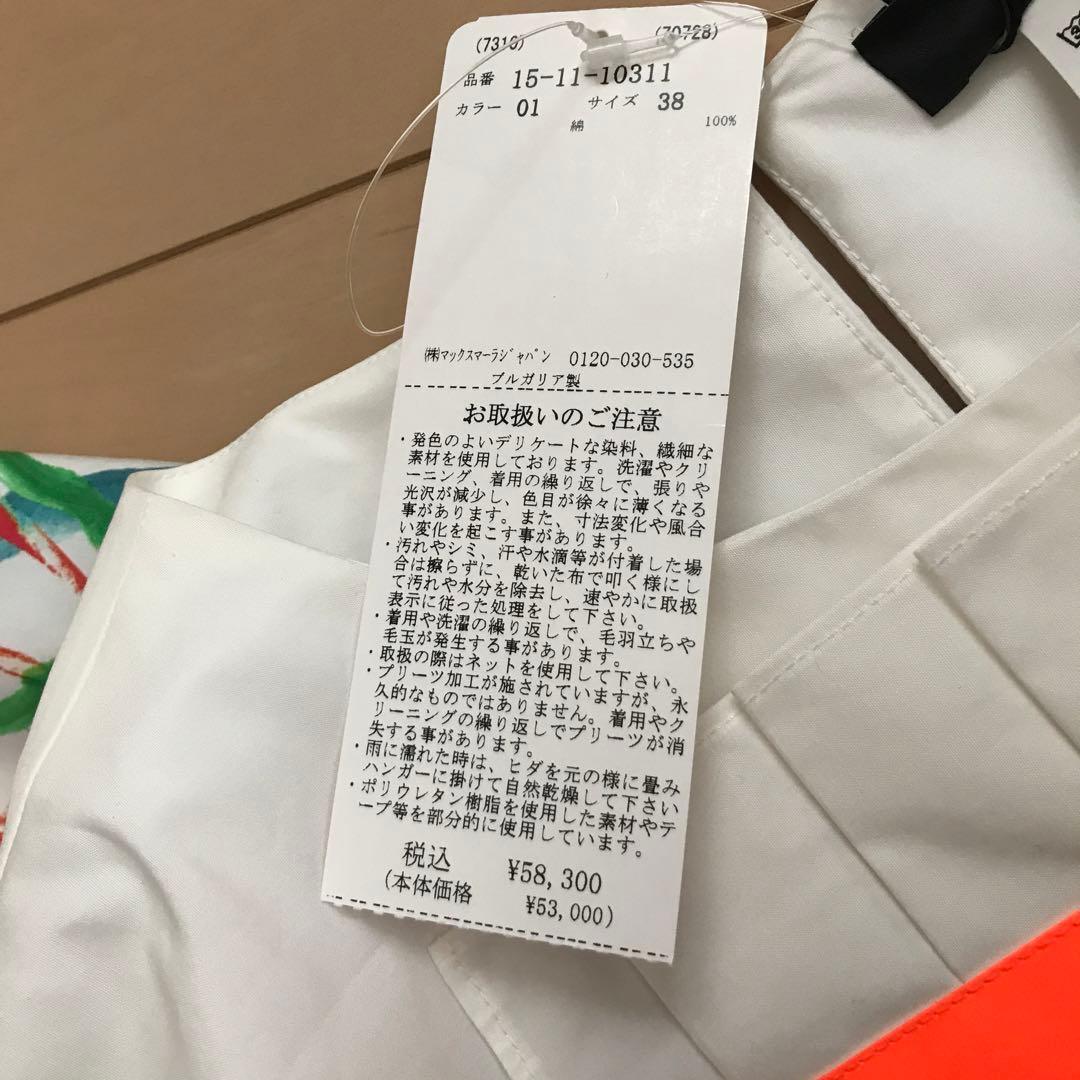 (7316) (70728)
品番 15-11-10311
カラー 01 サイズ 38
綿 100%
㈱マックスマーラジャパン 0120-030-535
ブルガリア製
お取扱いのご注意
・発色のよいデリケートな染料、繊細な
素材を使用しております。洗濯やクリ
ーニング、着用の繰り返しで、張りや
光沢が減少し、色目が徐々に薄くなる
事があります。また、寸法変化や風合
い変化を起こす事があります。
・汚れやシミ、汗や水滴等が付着した場
合は擦らずに、乾いた布で叩く様にし
て汚れや水分を除去し、速やかに取扱
表示に従った処理をして下さい。
・着用や洗濯の繰り返しで、毛羽立ちや
毛玉が発生する事があります。
・取扱の際はネットを使用して下さい。
・プリーツ加工が施されていますが、永
久的なものではありません。着用やク
リーニングの繰り返しでプリーツが消
失する事があります。
・雨に濡れた時は、ヒダを元の様に畳み
ハンガーに掛けて自然乾燥して下さい
・ポリウレタン樹脂を使用した素材やテ
ープ等を部分的に使用しています。
税込 ¥58,300
(本体価格 ¥53,000)